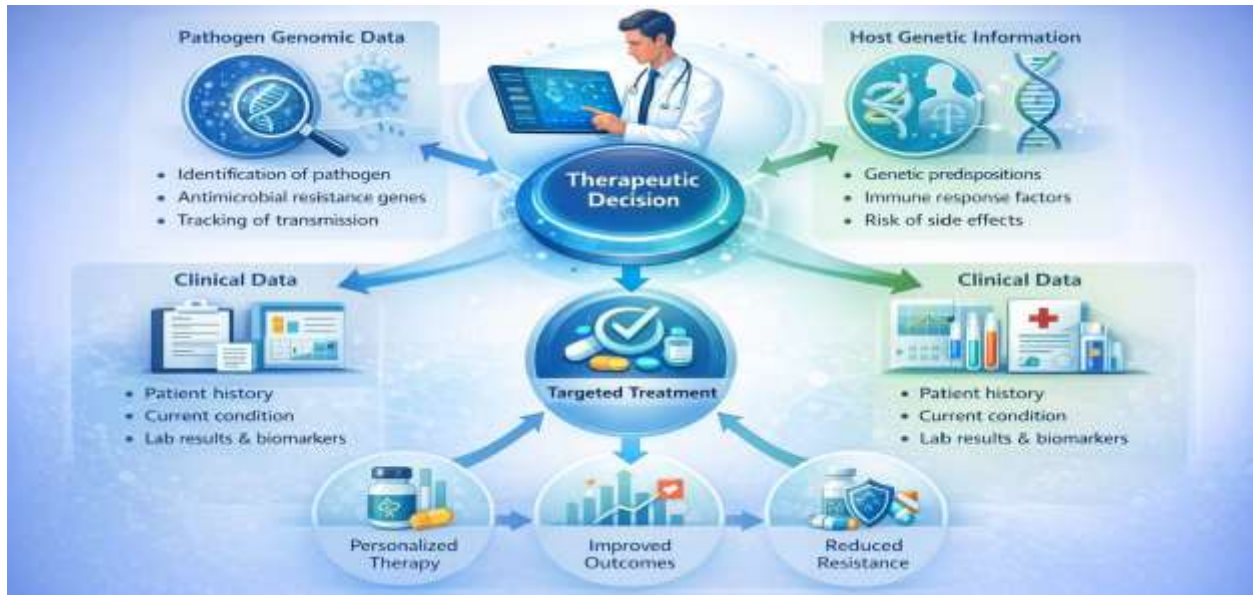 Pathogen Genomic Data
• Identification of pathogen
• Antimicrobial resistance genes
• Tracking of transmission
Host Genetic Information
• Genetic predispositions
• Immune response factors
• Risk of side effects
Therapeutic
Decision
Clinical Data
• Patient history
• Current condition
• Lab results & biomarkers
Targeted Treatment
Clinical Data
• Patient history
• Current condition
• Lab results & biomarkers
Personalized
Therapy
Improved
Outcomes
Reduced
Resistance